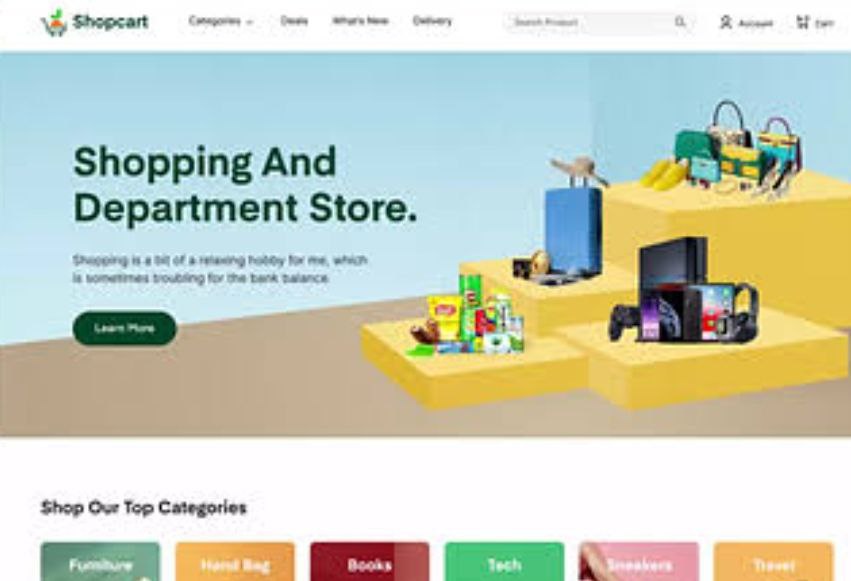 Shopcart
Categories
Deals
What's New
Delivery
Search Product
Account
Cart
Shopping And
Department Store.
Shopping is a bit of a relaxing hobby for me, which
is sometimes troubling for the bank balance.
Learn More
Shop Our Top Categories
Furniture
Hand Bag
Books
Tech
Sneakers
Travel